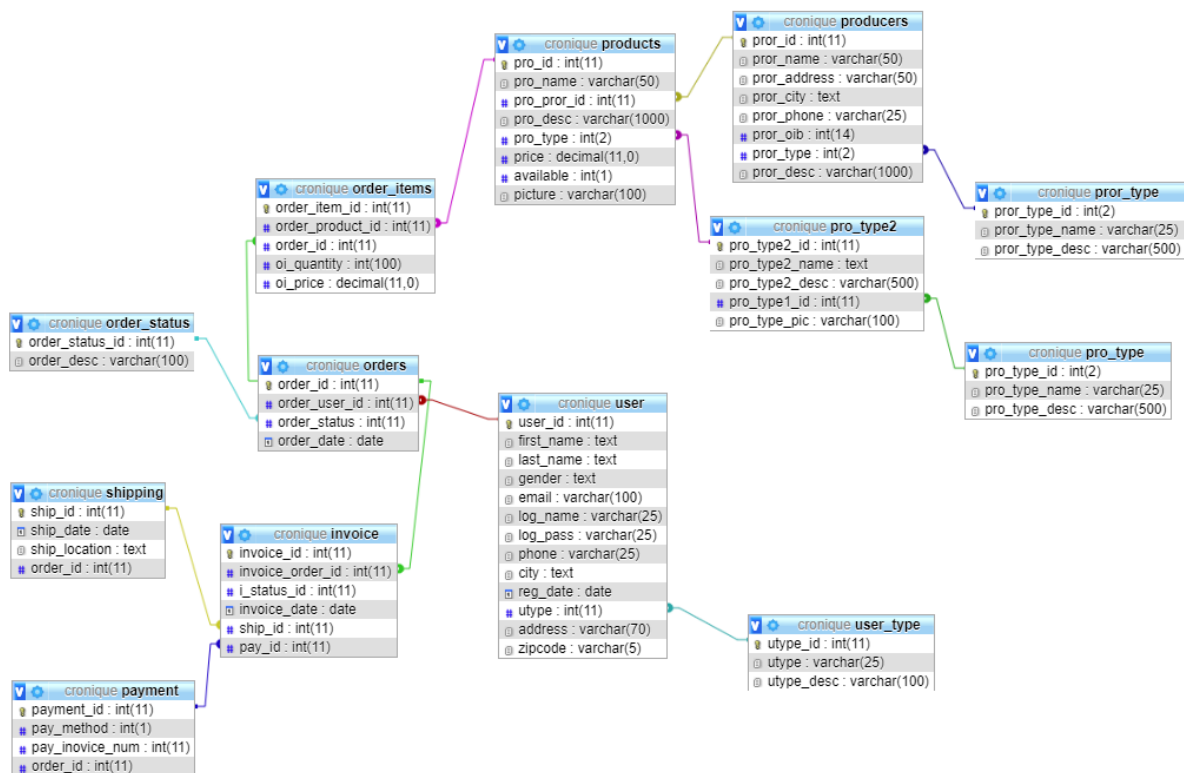 cronique products
pro_id : int(11)
pro_name : varchar(50)
pro_pror_id : int(11)
pro_desc : varchar(1000)
pro_type : int(2)
price : decimal(11,0)
available : int(1)
picture : varchar(100)
cronique producers
pror_id : int(11)
pror_name : varchar(50)
pror_address : varchar(50)
pror_city : text
pror_phone : varchar(25)
pror_oib : int(14)
pror_type : int(2)
pror_desc : varchar(1000)
cronique order_items
order_item_id : int(11)
order_product_id : int(11)
order_id : int(11)
oi_quantity : int(100)
oi_price : decimal(11,0)
cronique pror_type
pror_type_id : int(2)
pror_type_name : varchar(25)
pror_type_desc : varchar(500)
cronique pro_type2
pro_type2_id : int(11)
pro_type2_name : text
pro_type2_desc : varchar(500)
pro_type1_id : int(11)
pro_type_pic : varchar(100)
cronique order_status
order_status_id : int(11)
order_desc : varchar(100)
cronique orders
order_id : int(11)
order_user_id : int(11)
order_status : int(11)
order_date : date
cronique pro_type
pro_type_id : int(2)
pro_type_name : varchar(25)
pro_type_desc : varchar(500)
cronique user
user_id : int(11)
first_name : text
last_name : text
gender : text
email : varchar(100)
log_name : varchar(25)
log_pass : varchar(25)
phone : varchar(25)
city : text
reg_date : date
utype : int(11)
address : varchar(70)
zipcode : varchar(5)
cronique shipping
ship_id : int(11)
ship_date : date
ship_location : text
order_id : int(11)
cronique invoice
invoice_id : int(11)
invoice_order_id : int(11)
i_status_id : int(11)
invoice_date : date
ship_id : int(11)
pay_id : int(11)
cronique user_type
utype_id : int(11)
utype : varchar(25)
utype_desc : varchar(100)
cronique payment
payment_id : int(11)
pay_method : int(1)
pay_inovice_num : int(11)
order_id : int(11)